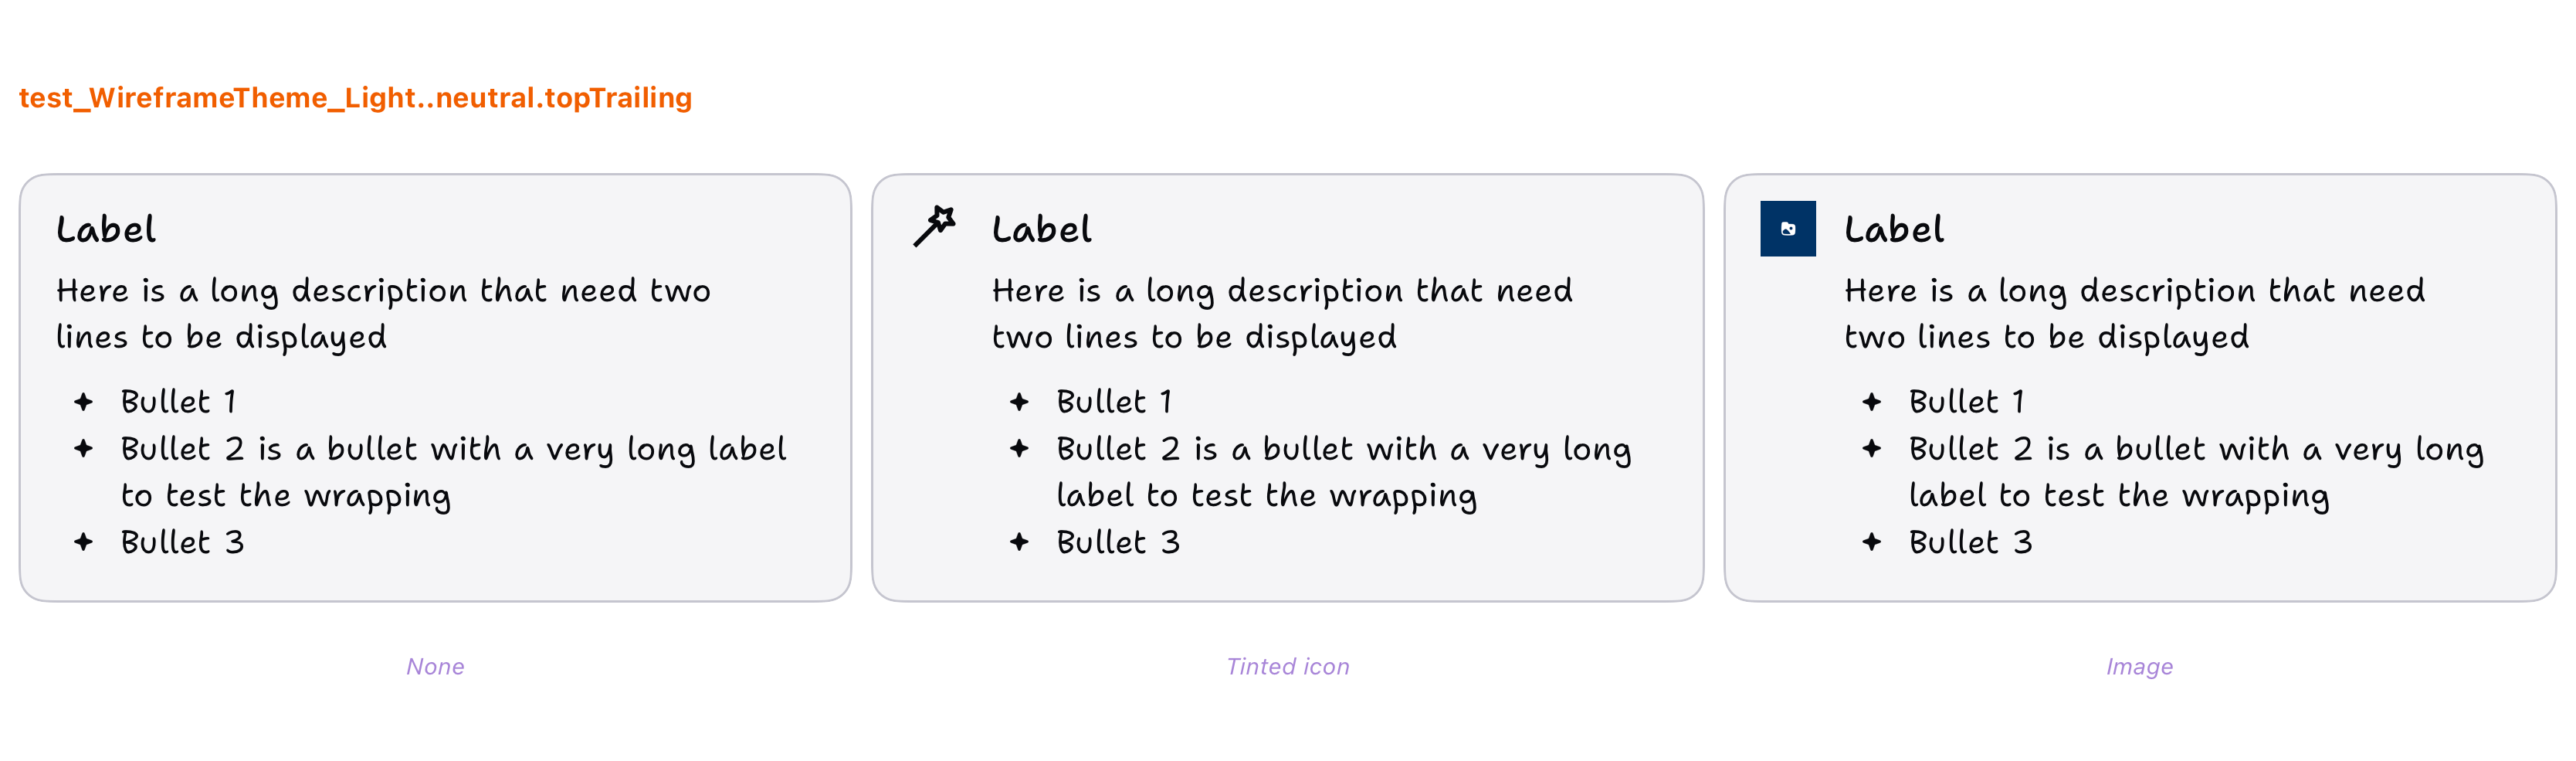 test_WireframeTheme_Light..neutral.topTrailing
Label
Here is a long description that need two
lines to be displayed
Bullet 1
Bullet 2 is a bullet with a very long label
to test the wrapping
Bullet 3
None
Label
Here is a long description that need
two lines to be displayed
Bullet 1
Bullet 2 is a bullet with a very long
label to test the wrapping
Bullet 3
Tinted icon
Label
Here is a long description that need
two lines to be displayed
Bullet 1
Bullet 2 is a bullet with a very long
label to test the wrapping
Bullet 3
Image